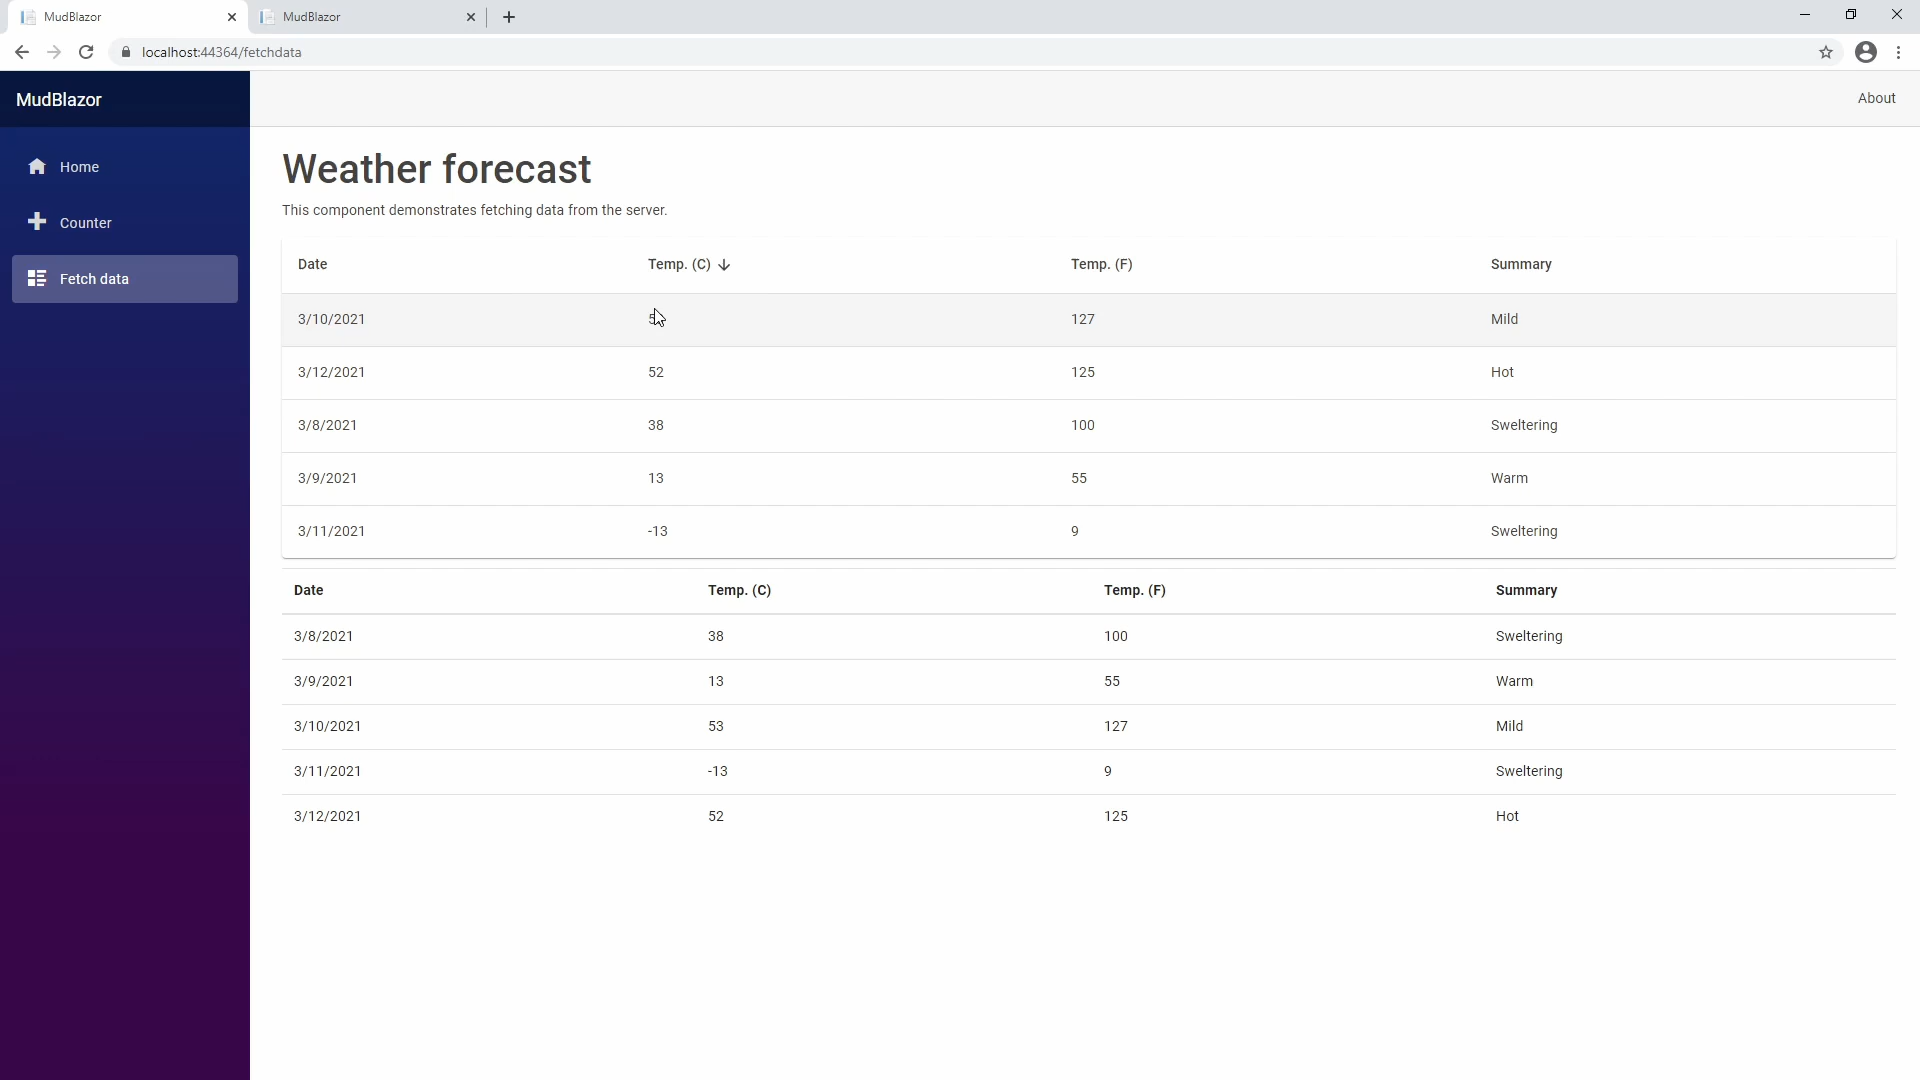 MudBlazor
MudBlazor
localhost:44364/fetchdata
MudBlazor
About
Home
Counter
Fetch data
Weather forecast
This component demonstrates fetching data from the server.
Date Temp. (C) Temp. (F) Summary
3/10/2021 127 Mild
3/12/2021 52 125 Hot
3/8/2021 38 100 Sweltering
3/9/2021 13 55 Warm
3/11/2021 -13 9 Sweltering
Date Temp. (C) Temp. (F) Summary
3/8/2021 38 100 Sweltering
3/9/2021 13 55 Warm
3/10/2021 53 127 Mild
3/11/2021 -13 9 Sweltering
3/12/2021 52 125 Hot